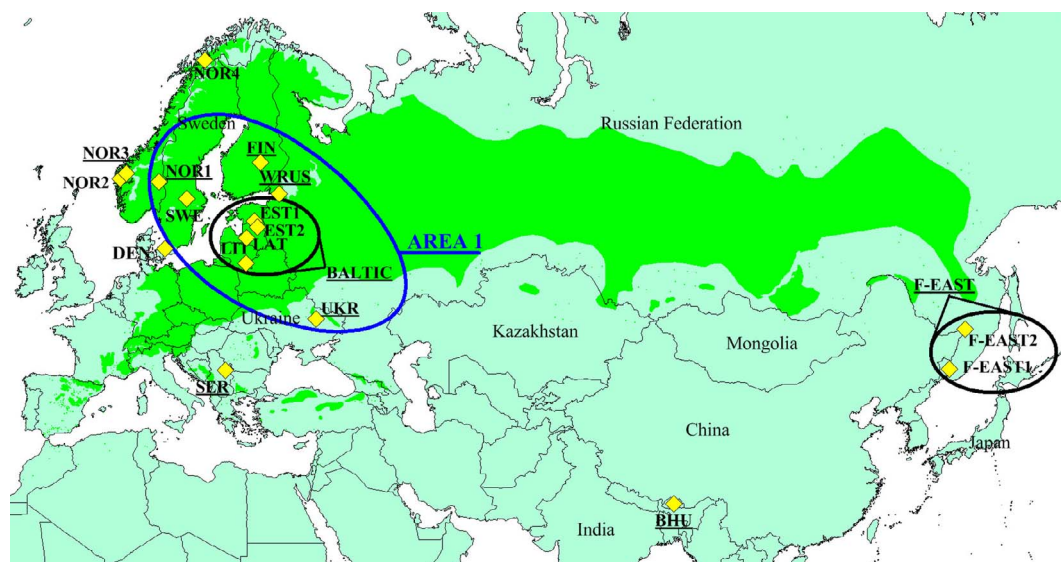 NOR4
Sweden
Russian Federation
FIN
NOR3
NOR1
NOR2
WRUS
SWE
EST1
EST2
DEN
LIT
LAT
AREA 1
BALTIC
F-EAST
UKR
Ukraine
Kazakhstan
Mongolia
F-EAST2
F-EAST1
SER
China
Japan
BHU
India